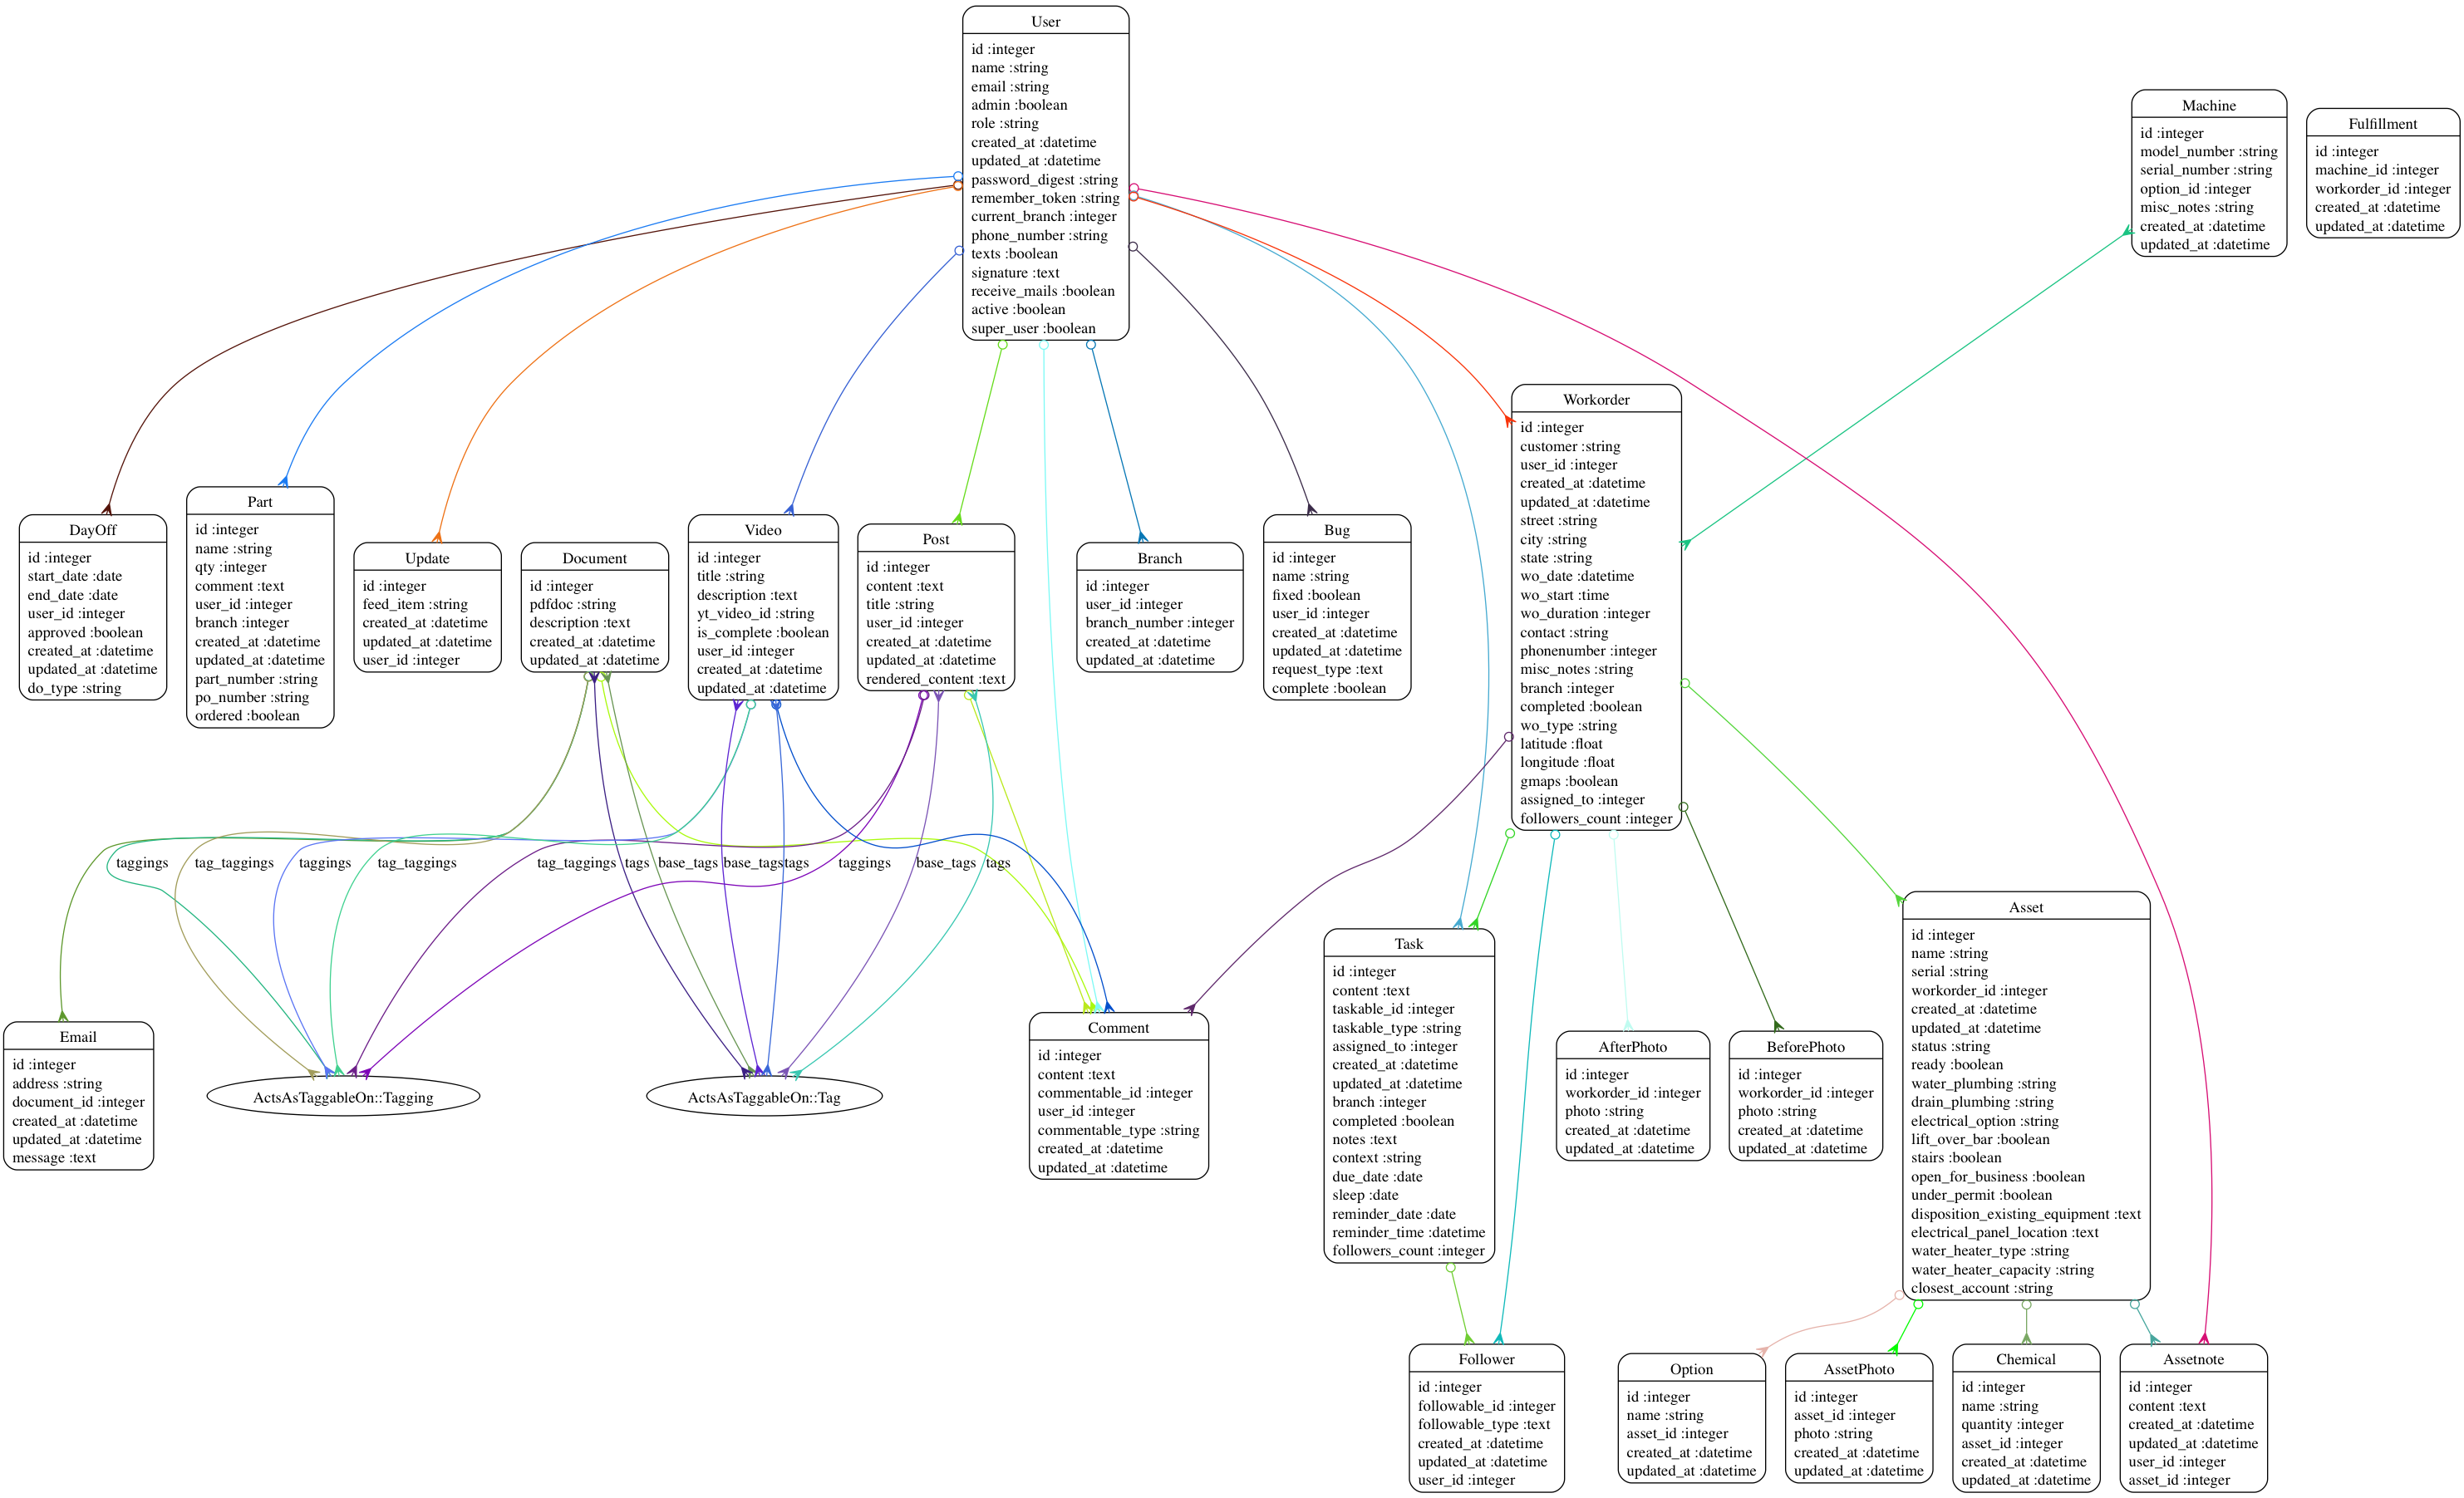 User
id :integer
name :string
email :string
admin :boolean
role :string
created_at :datetime
updated_at :datetime
password_digest :string
remember_token :string
current_branch :integer
phone_number :string
texts :boolean
signature :text
receive_mails :boolean
active :boolean
super_user :boolean
Machine
id :integer
model_number :string
serial_number :string
option_id :integer
misc_notes :string
created_at :datetime
updated_at :datetime
Fulfillment
id :integer
machine_id :integer
workorder_id :integer
created_at :datetime
updated_at :datetime
Workorder
id :integer
customer :string
user_id :integer
created_at :datetime
updated_at :datetime
street :string
city :string
state :string
wo_date :datetime
wo_start :time
wo_duration :integer
contact :string
phonenumber :integer
misc_notes :string
branch :integer
completed :boolean
wo_type :string
latitude :float
longitude :float
gmaps :boolean
assigned_to :integer
followers_count :integer
DayOff
id :integer
start_date :date
end_date :date
user_id :integer
approved :boolean
created_at :datetime
updated_at :datetime
do_type :string
Part
id :integer
name :string
qty :integer
comment :text
user_id :integer
branch :integer
created_at :datetime
updated_at :datetime
part_number :string
po_number :string
ordered :boolean
Update
id :integer
feed_item :string
created_at :datetime
updated_at :datetime
user_id :integer
Document
id :integer
pdfdoc :string
description :text
created_at :datetime
updated_at :datetime
Video
id :integer
title :string
description :text
yt_video_id :string
is_complete :boolean
user_id :integer
created_at :datetime
updated_at :datetime
Post
id :integer
content :text
title :string
user_id :integer
created_at :datetime
updated_at :datetime
rendered_content :text
Branch
id :integer
user_id :integer
branch_number :integer
created_at :datetime
updated_at :datetime
Bug
id :integer
name :string
fixed :boolean
user_id :integer
created_at :datetime
updated_at :datetime
request_type :text
complete :boolean
taggings
tag_taggings
taggings
tag_taggings
tag_taggings
tags
base_tags
base_tags
tags
taggings
base_tags
tags
Email
id :integer
address :string
document_id :integer
created_at :datetime
updated_at :datetime
message :text
ActsAsTaggableOn::Tagging
ActsAsTaggableOn::Tag
Comment
id :integer
content :text
commentable_id :integer
user_id :integer
commentable_type :string
created_at :datetime
updated_at :datetime
Task
id :integer
content :text
taskable_id :integer
taskable_type :string
assigned_to :integer
created_at :datetime
updated_at :datetime
branch :integer
completed :boolean
notes :text
context :string
due_date :date
sleep :date
reminder_date :date
reminder_time :datetime
followers_count :integer
AfterPhoto
id :integer
workorder_id :integer
photo :string
created_at :datetime
updated_at :datetime
BeforePhoto
id :integer
workorder_id :integer
photo :string
created_at :datetime
updated_at :datetime
Asset
id :integer
name :string
serial :string
workorder_id :integer
created_at :datetime
updated_at :datetime
status :string
ready :boolean
water_plumbing :string
drain_plumbing :string
electrical_option :string
lift_over_bar :boolean
stairs :boolean
open_for_business :boolean
under_permit :boolean
disposition_existing_equipment :text
electrical_panel_location :text
water_heater_type :string
water_heater_capacity :string
closest_account :string
Follower
id :integer
followable_id :integer
followable_type :text
created_at :datetime
updated_at :datetime
user_id :integer
Option
id :integer
name :string
asset_id :integer
created_at :datetime
updated_at :datetime
AssetPhoto
id :integer
asset_id :integer
photo :string
created_at :datetime
updated_at :datetime
Chemical
id :integer
name :string
quantity :integer
asset_id :integer
created_at :datetime
updated_at :datetime
Assetnote
id :integer
content :text
created_at :datetime
updated_at :datetime
user_id :integer
asset_id :integer